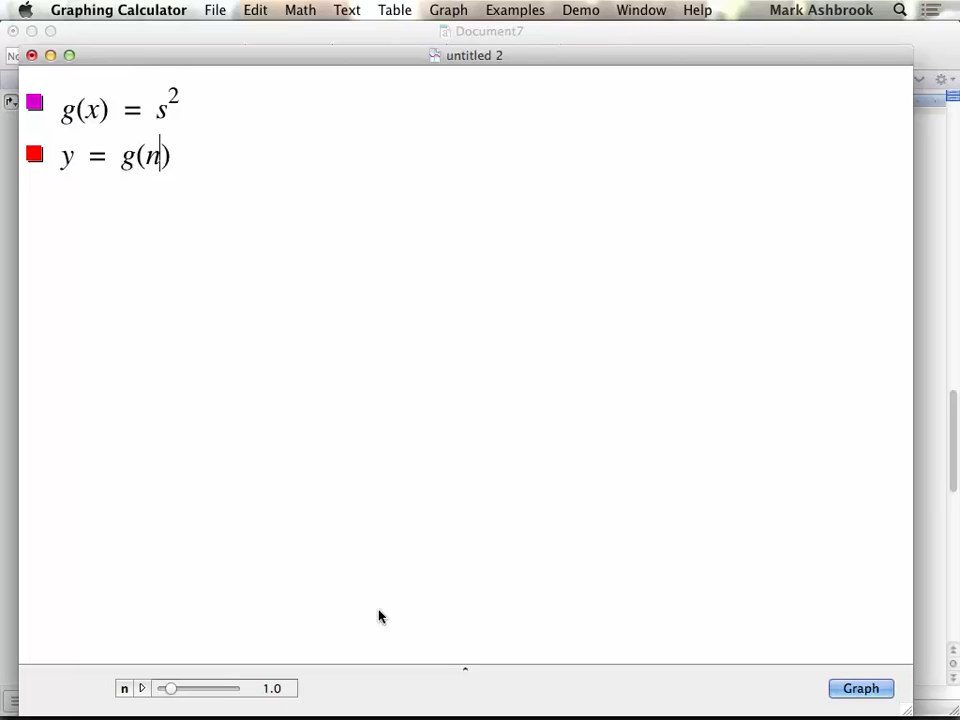 Graphing Calculator File Edit Math Text Table Graph Examples Demo Window Help Mark Ashbrook
Document7
untitled 2
g(x) = s²
y = g(n)
n 1.0 Graph